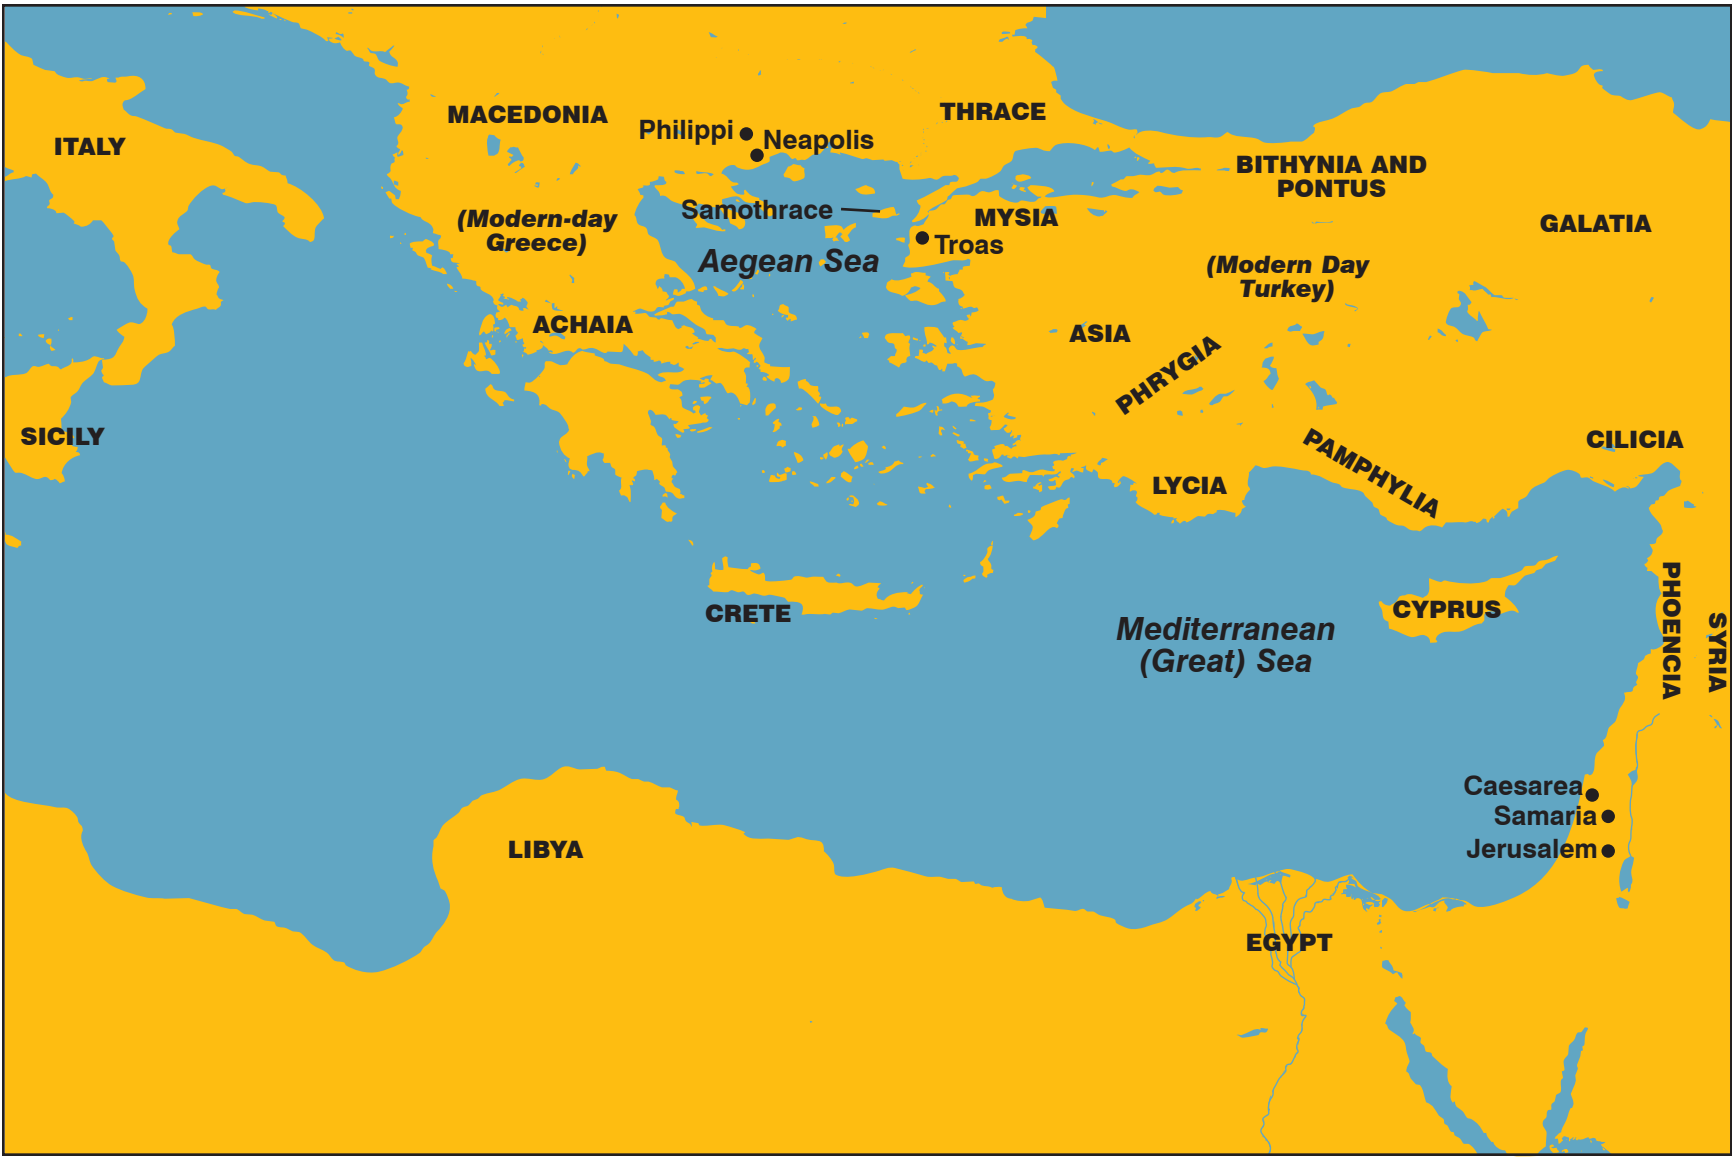 MACEDONIA
THRACE
Philippi
Neapolis
ITALY
BITHYNIA AND
PONTUS
Samothrace
(Modern-day
Greece)
MYSIA
GALATIA
Troas
Aegean Sea
(Modern Day
Turkey)
ACHAIA
ASIA
PHRYGIA
SICILY
CILICIA
PAMPHYLIA
LYCIA
CRETE
CYPRUS
PHOENCIA
SYRIA
Mediterranean
(Great) Sea
Caesarea
Samaria
Jerusalem
LIBYA
EGYPT